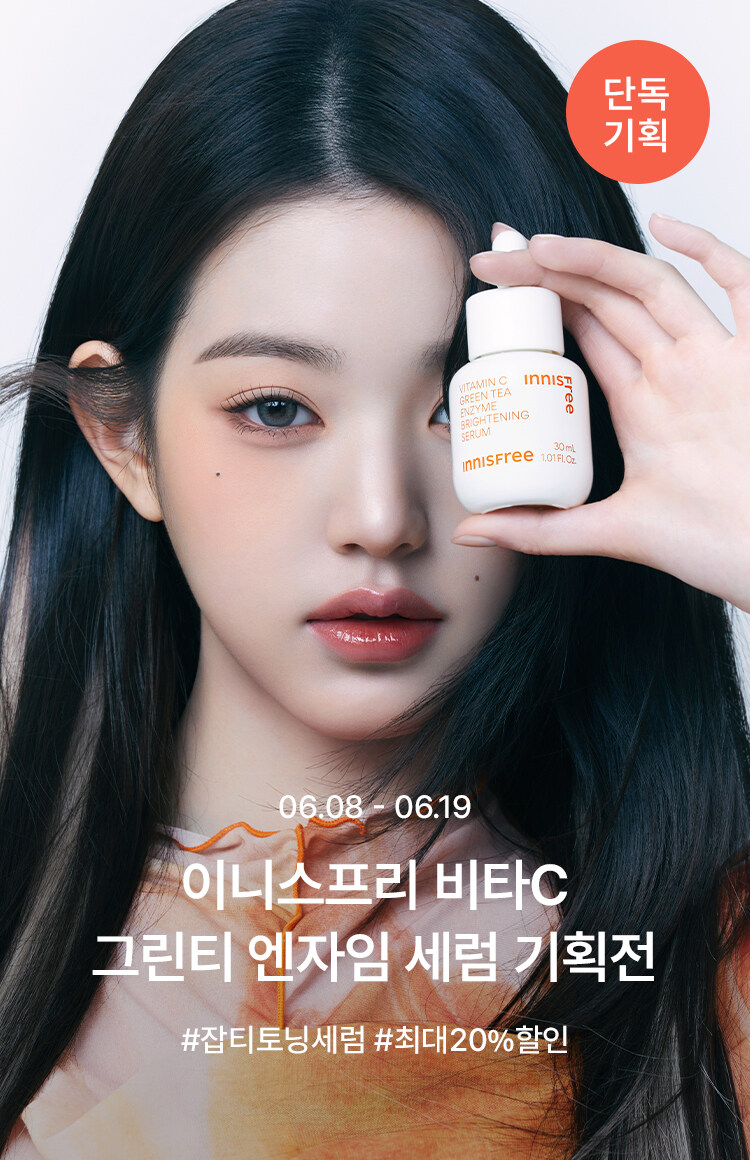 단독
기획
VITAMIN C
GREEN TEA
ENZYME
BRIGHTENING
SERUM
INNISFree
30 mL
1.01 Fl.Oz.
INNISFree
06.08 - 06.19
이니스프리 비타C
그린티 엔자임 세럼 기획전
#잡티토닝세럼 #최대20%할인